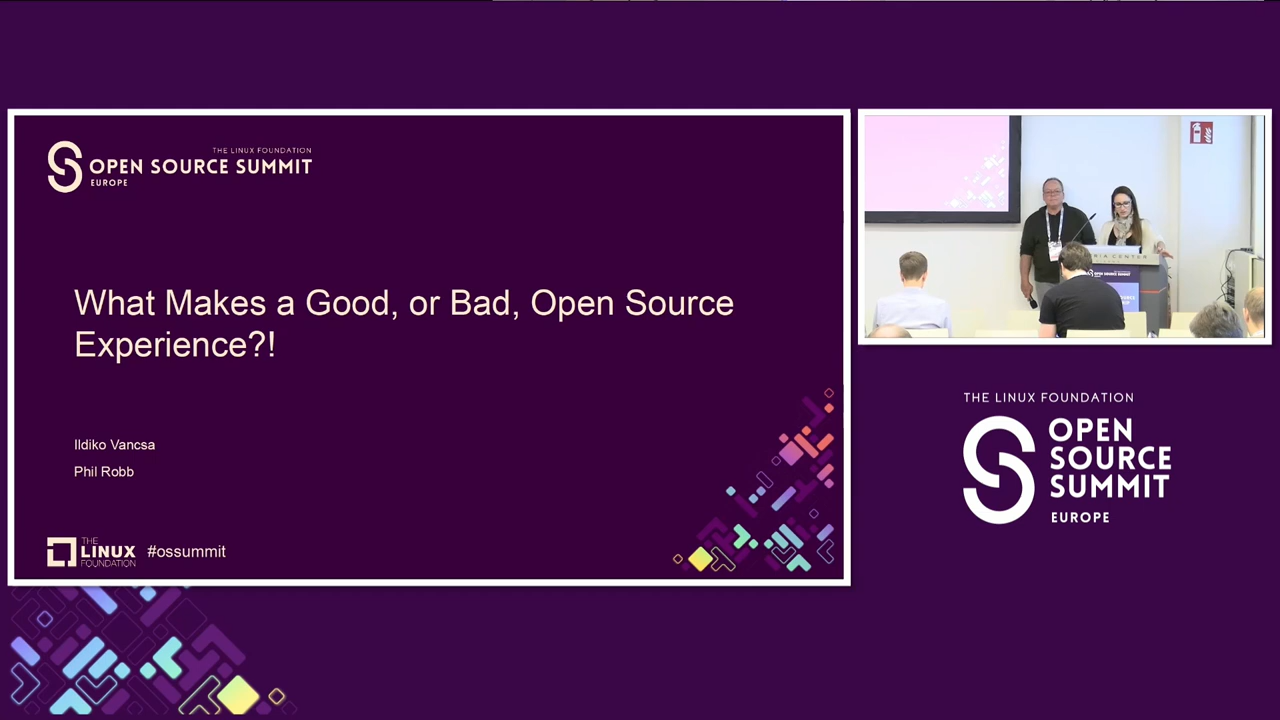 THE LINUX FOUNDATION
OPEN SOURCE SUMMIT
EUROPE
What Makes a Good, or Bad, Open Source
Experience?!
Ildiko Vancsa
Phil Robb
THE
LINUX
FOUNDATION
#ossummit
THE LINUX FOUNDATION
OPEN
SOURCE
SUMMIT
EUROPE